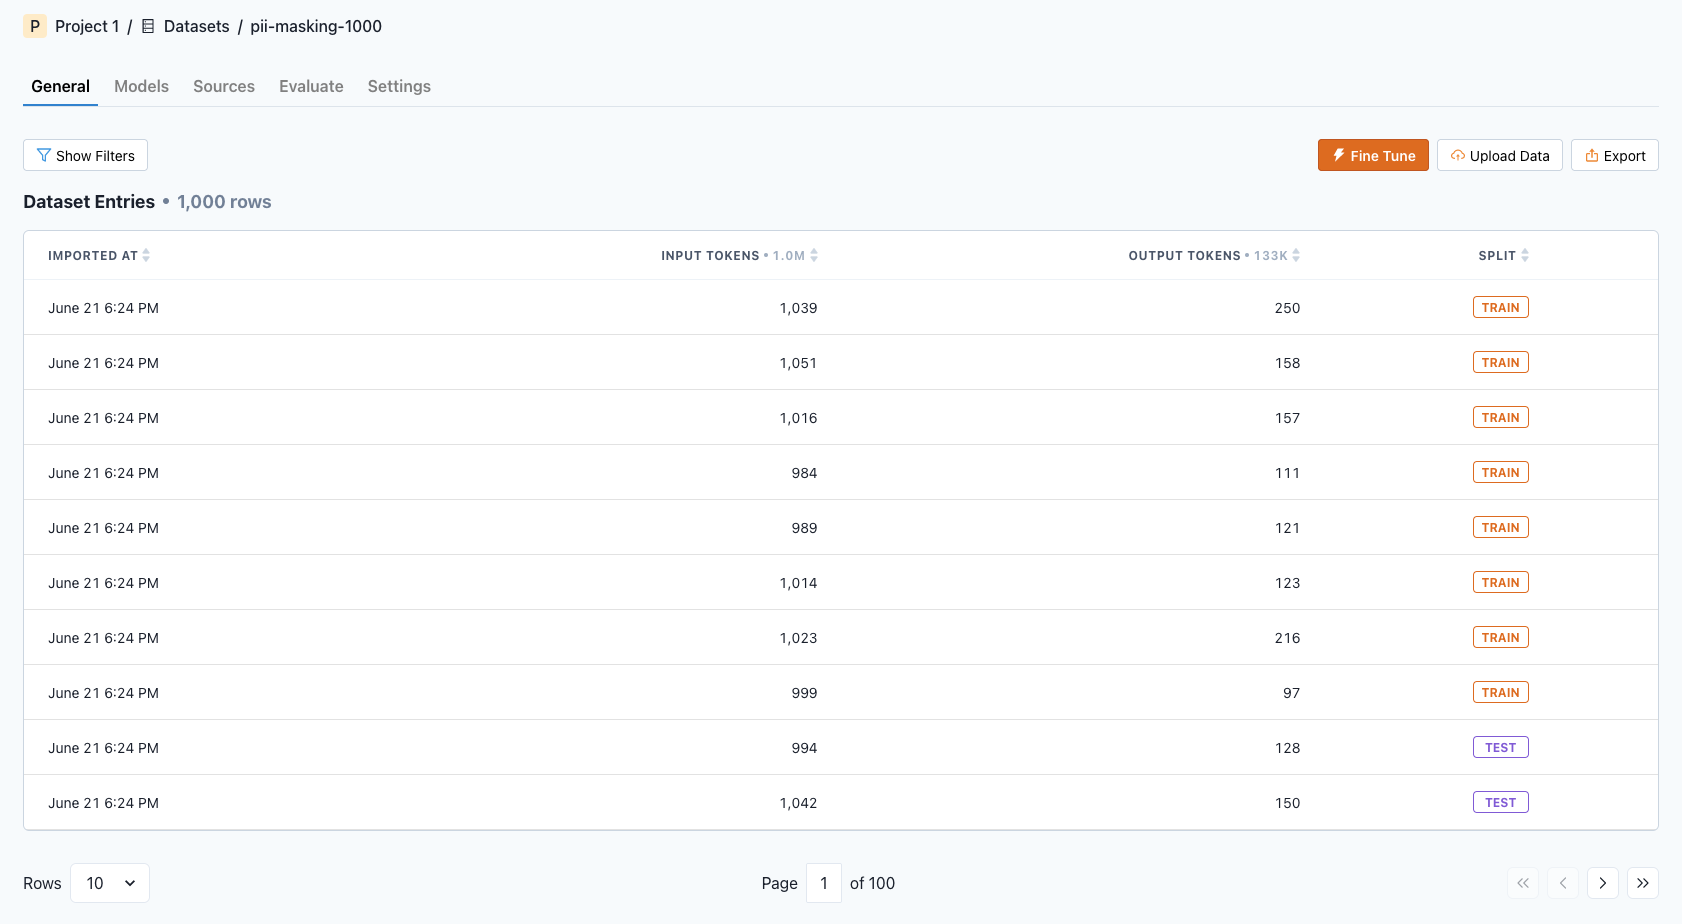 P Project 1 / Datasets / pii-masking-1000
General Models Sources Evaluate Settings
Show Filters Fine Tune Upload Data Export
Dataset Entries • 1,000 rows
IMPORTED AT INPUT TOKENS • 1.0M OUTPUT TOKENS • 133K SPLIT
June 21 6:24 PM 1,039 250 TRAIN
June 21 6:24 PM 1,051 158 TRAIN
June 21 6:24 PM 1,016 157 TRAIN
June 21 6:24 PM 984 111 TRAIN
June 21 6:24 PM 989 121 TRAIN
June 21 6:24 PM 1,014 123 TRAIN
June 21 6:24 PM 1,023 216 TRAIN
June 21 6:24 PM 999 97 TRAIN
June 21 6:24 PM 994 128 TEST
June 21 6:24 PM 1,042 150 TEST
Rows 10 Page 1 of 100